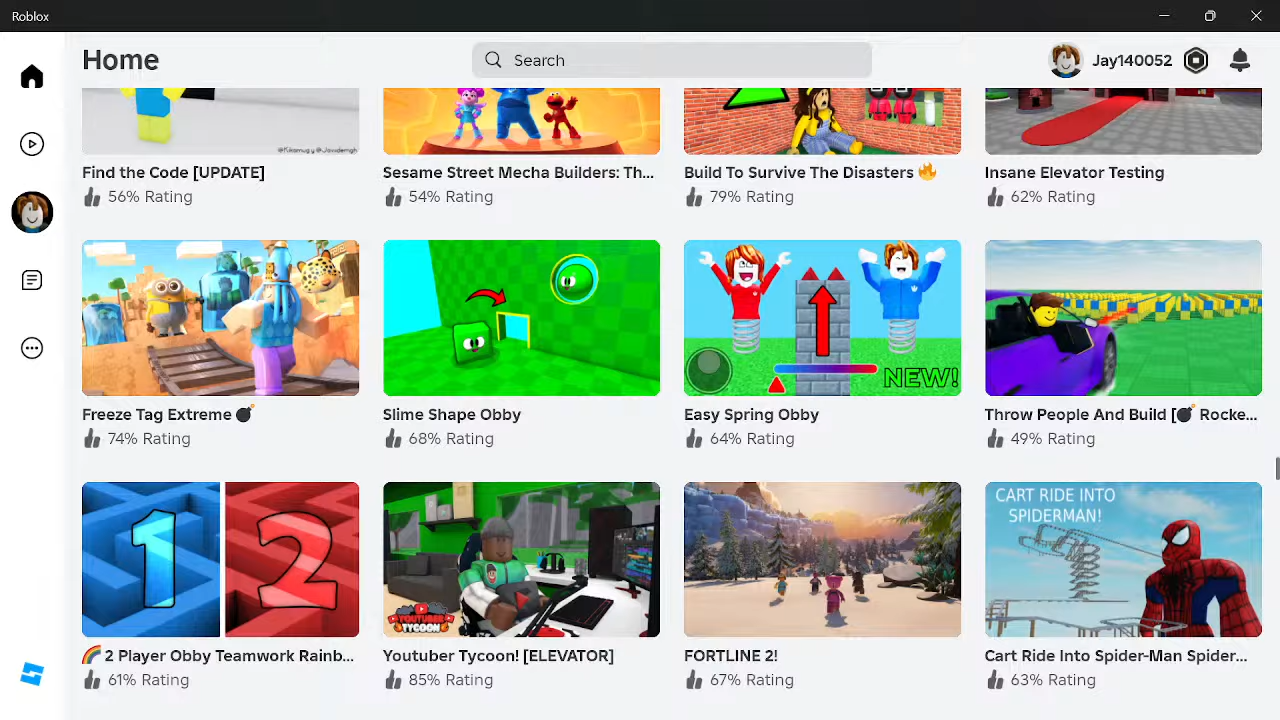 Roblox
Home
Search
Jay140052
@Kikomug y @Joxidemgh
Find the Code [UPDATE]
56% Rating
Sesame Street Mecha Builders: Th...
54% Rating
Build To Survive The Disasters 🔥
79% Rating
Insane Elevator Testing
62% Rating
NEW!
Freeze Tag Extreme 💣
74% Rating
Slime Shape Obby
68% Rating
Easy Spring Obby
64% Rating
Throw People And Build [💣 Rocke...
49% Rating
1
2
YOUTUBER
TYCOON
CART RIDE INTO
SPIDERMAN!
🌈 2 Player Obby Teamwork Rainb...
61% Rating
Youtuber Tycoon! [ELEVATOR]
85% Rating
FORTLINE 2!
67% Rating
Cart Ride Into Spider-Man Spider...
63% Rating